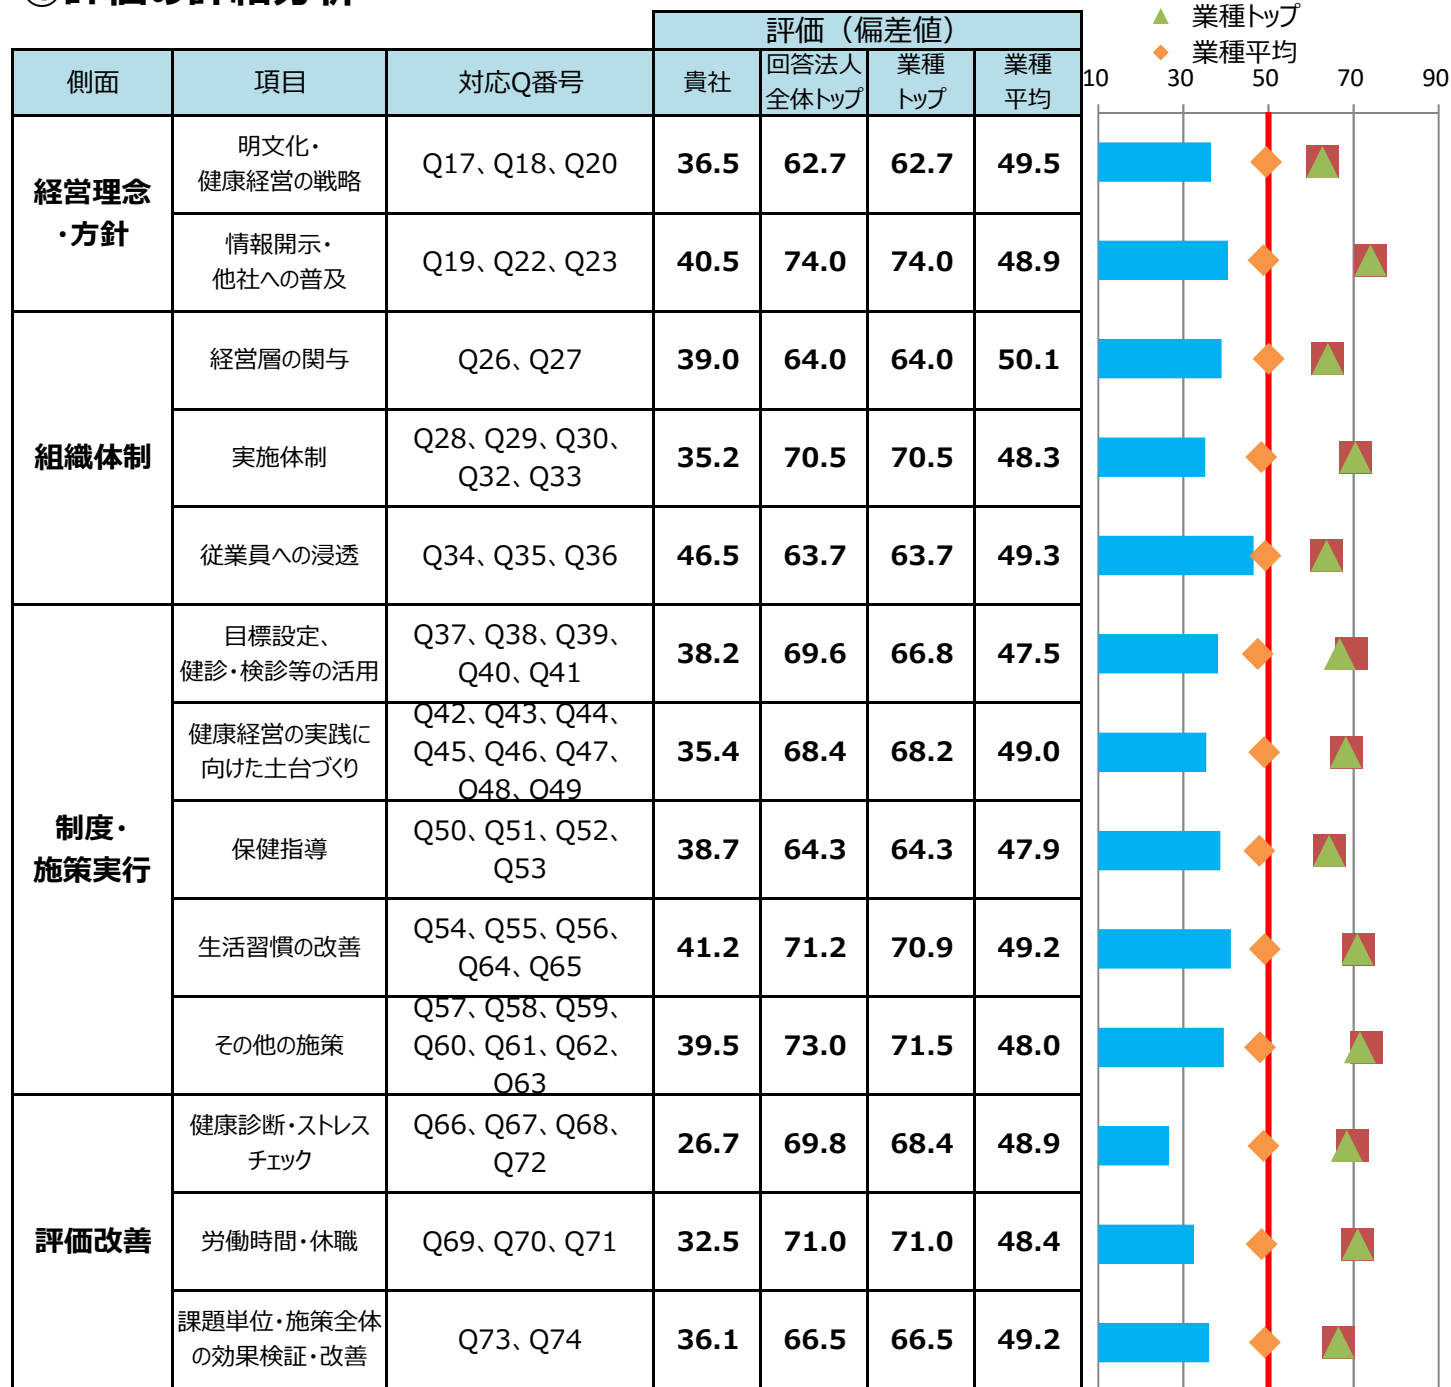 評価の詳細分析
▲ 業種トップ
◆ 業種平均
評価（偏差値）
側面 項目 対応Q番号 貴社 回答法人 業種 業種
全体トップ トップ 平均
10 30 50 70 90
経営理念
・方針
明文化・
健康経営の戦略
Q17、Q18、Q20 36.5 62.7 62.7 49.5
情報開示・
他社への普及
Q19、Q22、Q23 40.5 74.0 74.0 48.9
組織体制
経営層の関与 Q26、Q27 39.0 64.0 64.0 50.1
実施体制
Q28、Q29、Q30、
Q32、Q33
35.2 70.5 70.5 48.3
従業員への浸透 Q34、Q35、Q36 46.5 63.7 63.7 49.3
制度・
施策実行
目標設定、
健診・検診等の活用
Q37、Q38、Q39、
Q40、Q41
38.2 69.6 66.8 47.5
健康経営の実践に
向けた土台づくり
Q42、Q43、Q44、
Q45、Q46、Q47、
Q48、Q49
35.4 68.4 68.2 49.0
保健指導
Q50、Q51、Q52、
Q53
38.7 64.3 64.3 47.9
生活習慣の改善
Q54、Q55、Q56、
Q64、Q65
41.2 71.2 70.9 49.2
その他の施策
Q57、Q58、Q59、
Q60、Q61、Q62、
Q63
39.5 73.0 71.5 48.0
評価改善
健康診断・ストレス
チェック
Q66、Q67、Q68、
Q72
26.7 69.8 68.4 48.9
労働時間・休職 Q69、Q70、Q71 32.5 71.0 71.0 48.4
課題単位・施策全体
の効果検証・改善
Q73、Q74 36.1 66.5 66.5 49.2